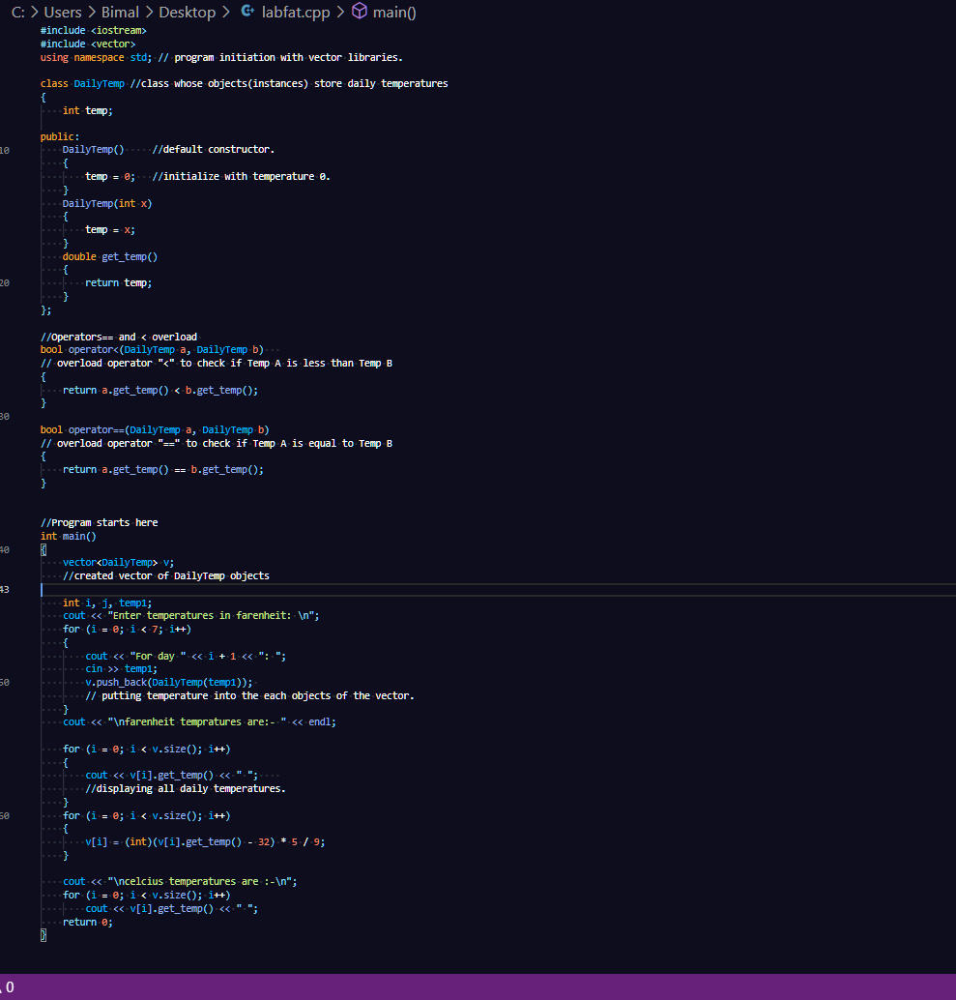 C: > Users > Bimal > Desktop > labfat.cpp > main()
#include <iostream>
#include <vector>
using namespace std; // program initiation with vector libraries.
class DailyTemp //class whose objects(instances) store daily temperatures
{
int temp;
public:
10 DailyTemp() //default constructor.
{
temp = 0; //initialize with temperature 0.
}
DailyTemp(int x)
{
temp = x;
}
double get_temp()
{
20 return temp;
}
};
//Operators== and < overload
bool operator<(DailyTemp a, DailyTemp b)
// overload operator "<" to check if Temp A is less than Temp B
{
return a.get_temp() < b.get_temp();
}
30
bool operator==(DailyTemp a, DailyTemp b)
// overload operator "==" to check if Temp A is equal to Temp B
{
return a.get_temp() == b.get_temp();
}
//Program starts here
int main()
40 {
vector<DailyTemp> v;
//created vector of DailyTemp objects
43
int i, j, temp1;
cout << "Enter temperatures in farenheit: \n";
for (i = 0; i < 7; i++)
{
cout << "For day " << i + 1 << ": ";
cin >> temp1;
50 v.push_back(DailyTemp(temp1));
// putting temperature into the each objects of the vector.
}
cout << "\nfarenheit tempratures are:- " << endl;
for (i = 0; i < v.size(); i++)
{
cout << v[i].get_temp() << " ";
//displaying all daily temperatures.
}
60 for (i = 0; i < v.size(); i++)
{
v[i] = (int)(v[i].get_temp() - 32) * 5 / 9;
}
cout << "\ncelcius temperatures are :-\n";
for (i = 0; i < v.size(); i++)
cout << v[i].get_temp() << " ";
return 0;
}
0